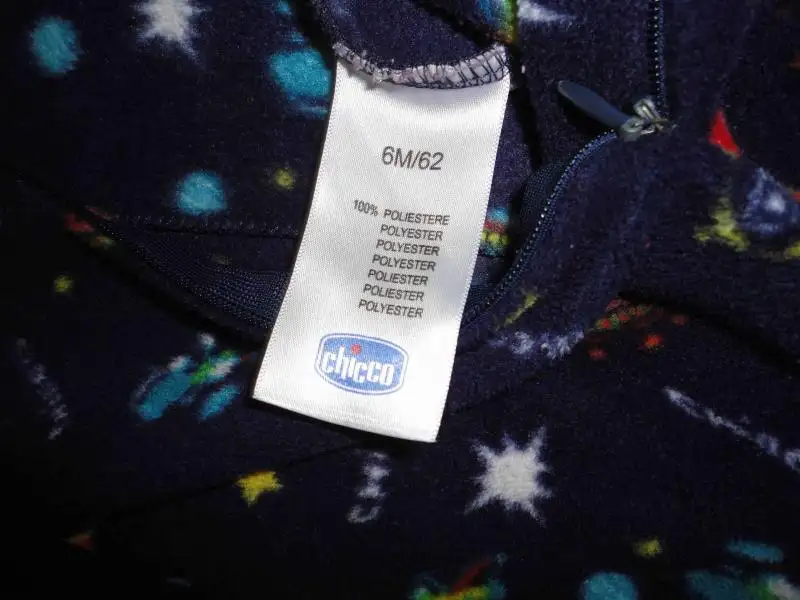 6M/62
100% POLIESTERE
POLYESTER
POLYESTER
POLYESTER
POLIESTER
POLIESTER
POLYESTER
chicco